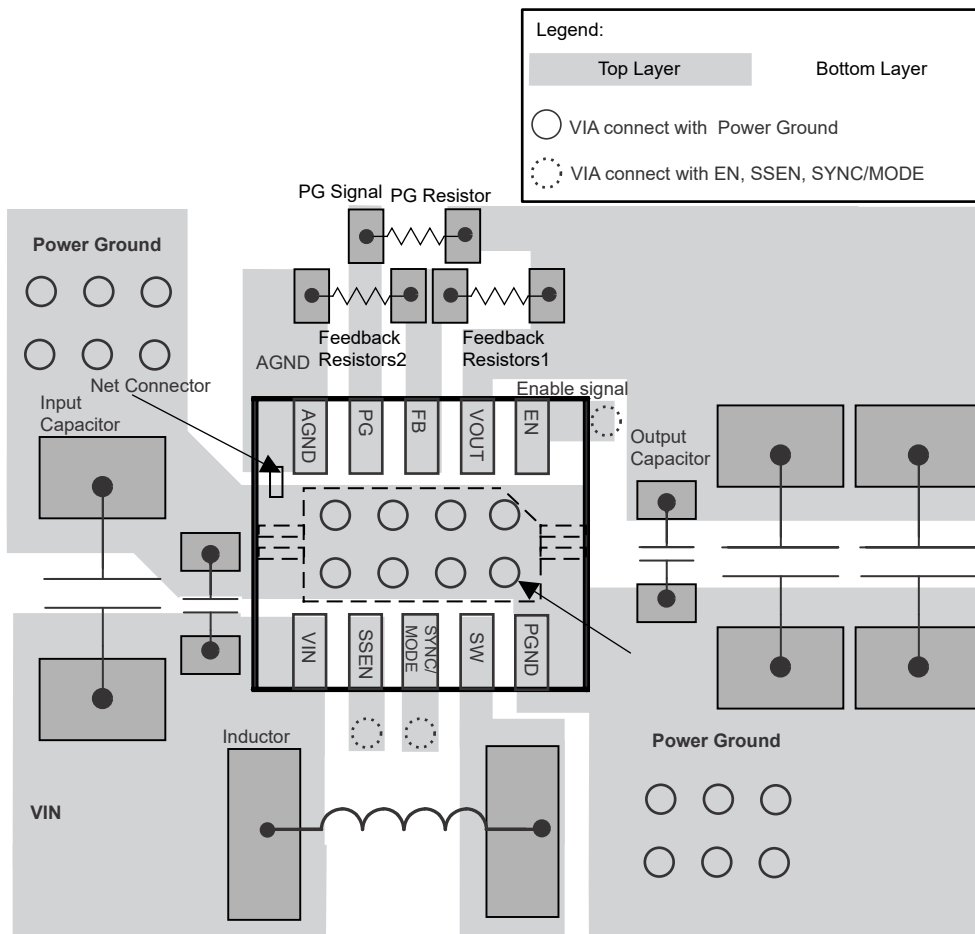 Legend:
Top Layer
Bottom Layer
VIA connect with Power Ground
VIA connect with EN, SSEN, SYNC/MODE
PG Signal
PG Resistor
Power Ground
Feedback
Resistors2
Feedback
Resistors1
AGND
Net Connector
Enable signal
Input
Capacitor
AGND
PG
FB
VOUT
EN
Output
Capacitor
VIN
SSEN
SYNC/
MODE
SW
PGND
Inductor
Power Ground
VIN